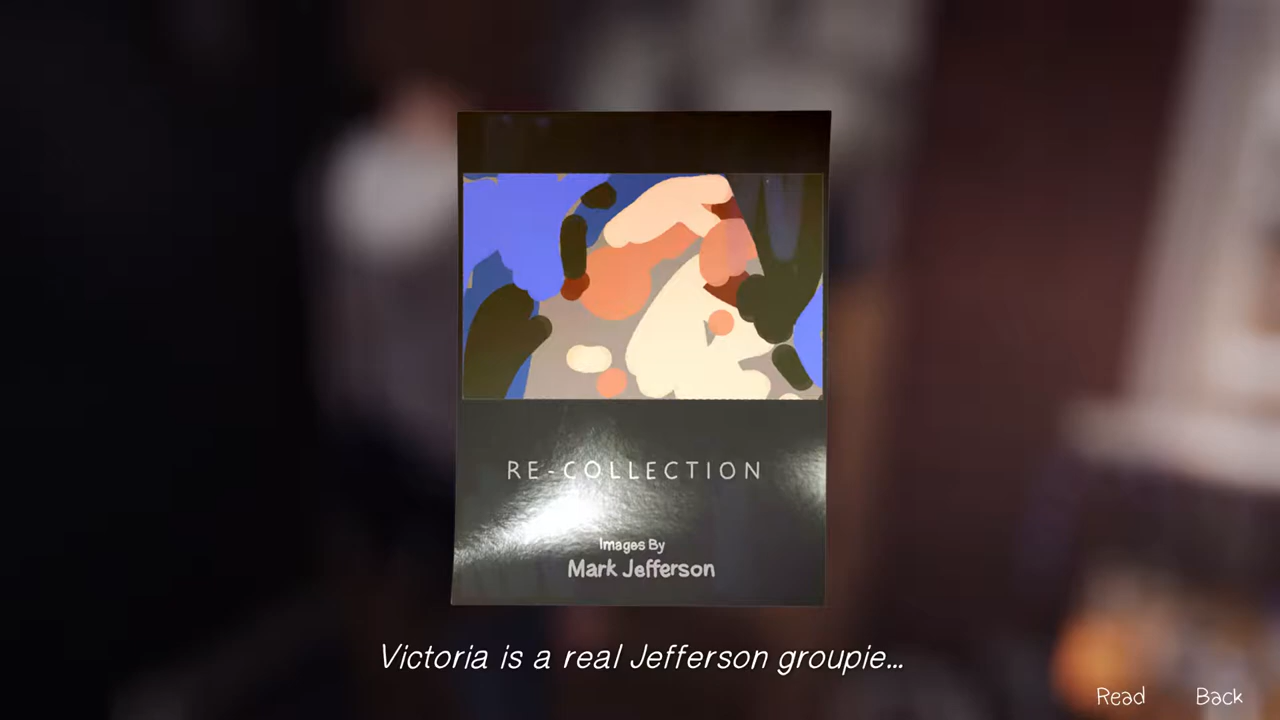 RE-COLLECTION
Images By
Mark Jefferson
Victoria is a real Jefferson groupie...
Read
Back